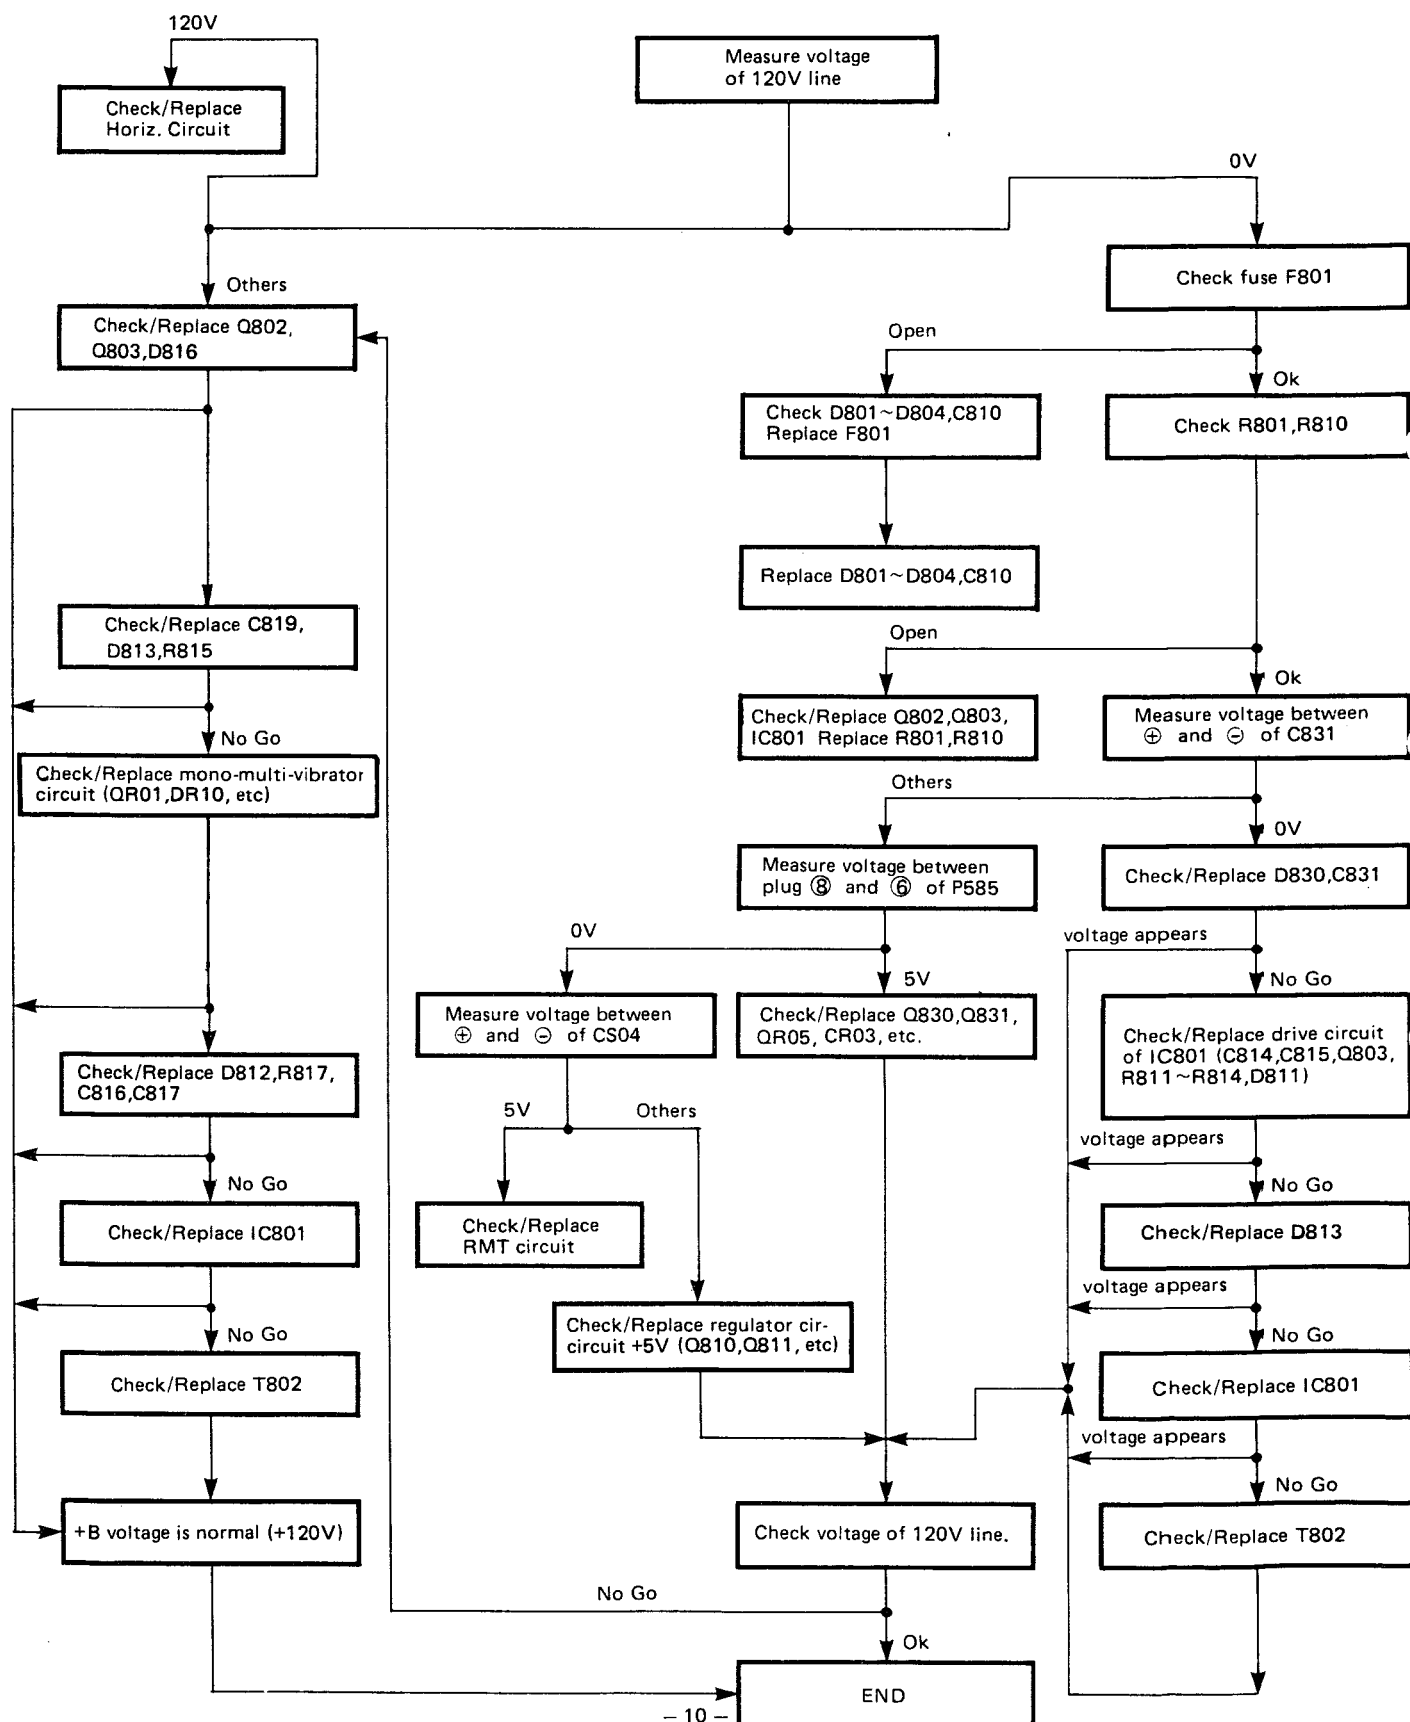 120V
Measure voltage
of 120V line
Check/Replace
Horiz. Circuit
0V
Check fuse F801
Others
Check/Replace Q802,
Q803,D816
Open
Ok
Check D801~D804,C810
Replace F801
Check R801,R810
Replace D801~D804,C810
Check/Replace C819,
D813,R815
Open
Ok
No Go
Check/Replace Q802,Q803,
IC801 Replace R801,R810
Measure voltage between
⊕ and ⊖ of C831
Check/Replace mono-multi-vibrator
circuit (QR01,DR10, etc)
Others
0V
Measure voltage between
plug ⑧ and ⑥ of P585
Check/Replace D830,C831
0V
voltage appears
5V
No Go
Measure voltage between
⊕ and ⊖ of CS04
Check/Replace Q830,Q831,
QR05, CR03, etc.
Check/Replace drive circuit
of IC801 (C814,C815,Q803,
R811~R814,D811)
Check/Replace D812,R817,
C816,C817
5V
Others
voltage appears
No Go
No Go
Check/Replace IC801
Check/Replace
RMT circuit
Check/Replace D813
voltage appears
No Go
No Go
Check/Replace regulator cir-
circuit +5V (Q810,Q811, etc)
Check/Replace T802
Check/Replace IC801
voltage appears
No Go
+B voltage is normal (+120V)
Check voltage of 120V line.
Check/Replace T802
No Go
Ok
END
– 10 –